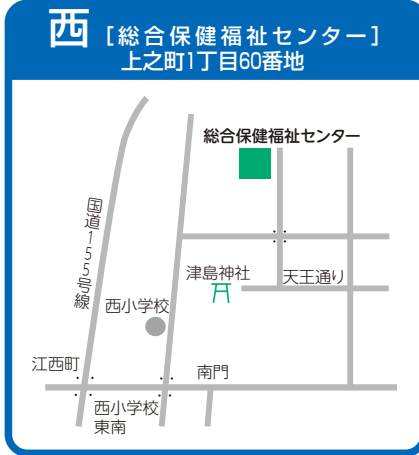 西 [総合保健福祉センター]
上之町1丁目60番地
総合保健福祉センター
国道155号線
津島神社
天王通り
西小学校
江西町
南門
西小学校
東南